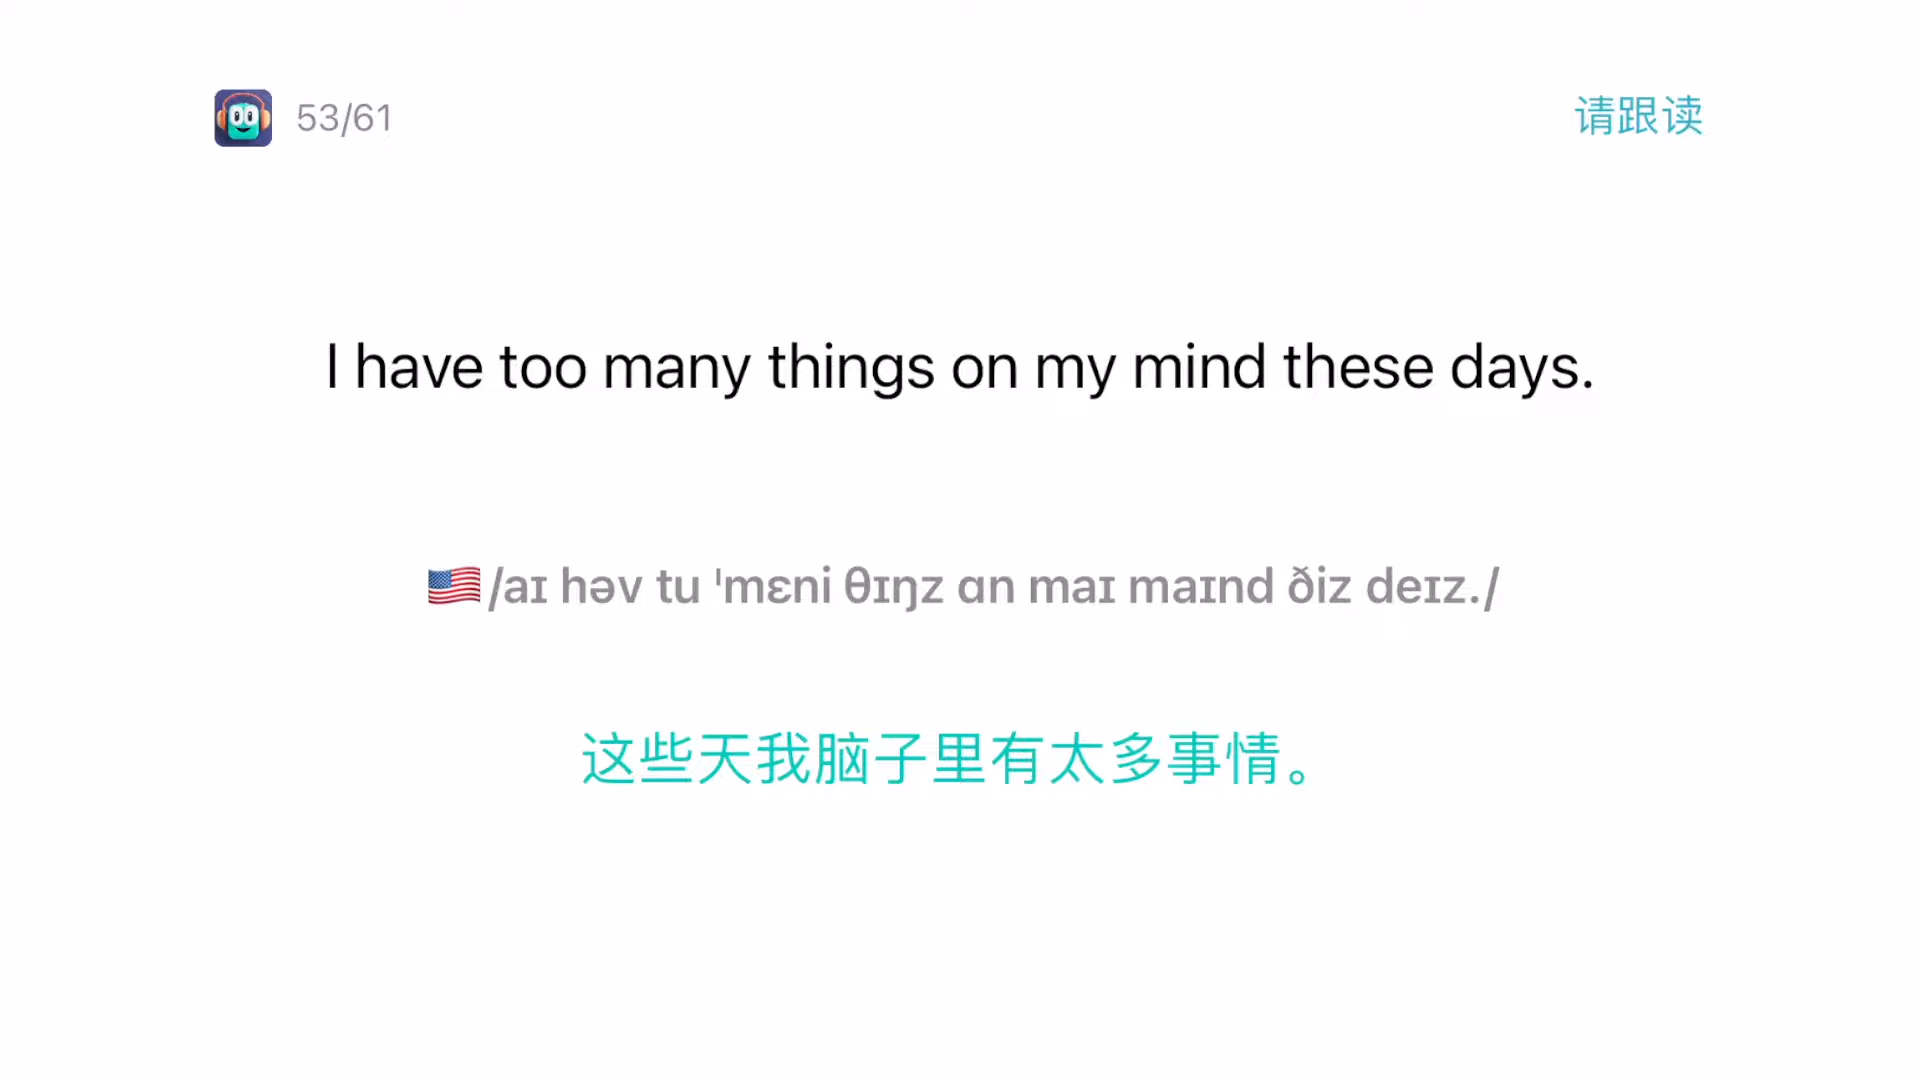 53/61
请跟读
I have too many things on my mind these days.
/aɪ həv tu ˈmɛni θɪŋz ɑn maɪ maɪnd ðiz deɪz./
这些天我脑子里有太多事情。